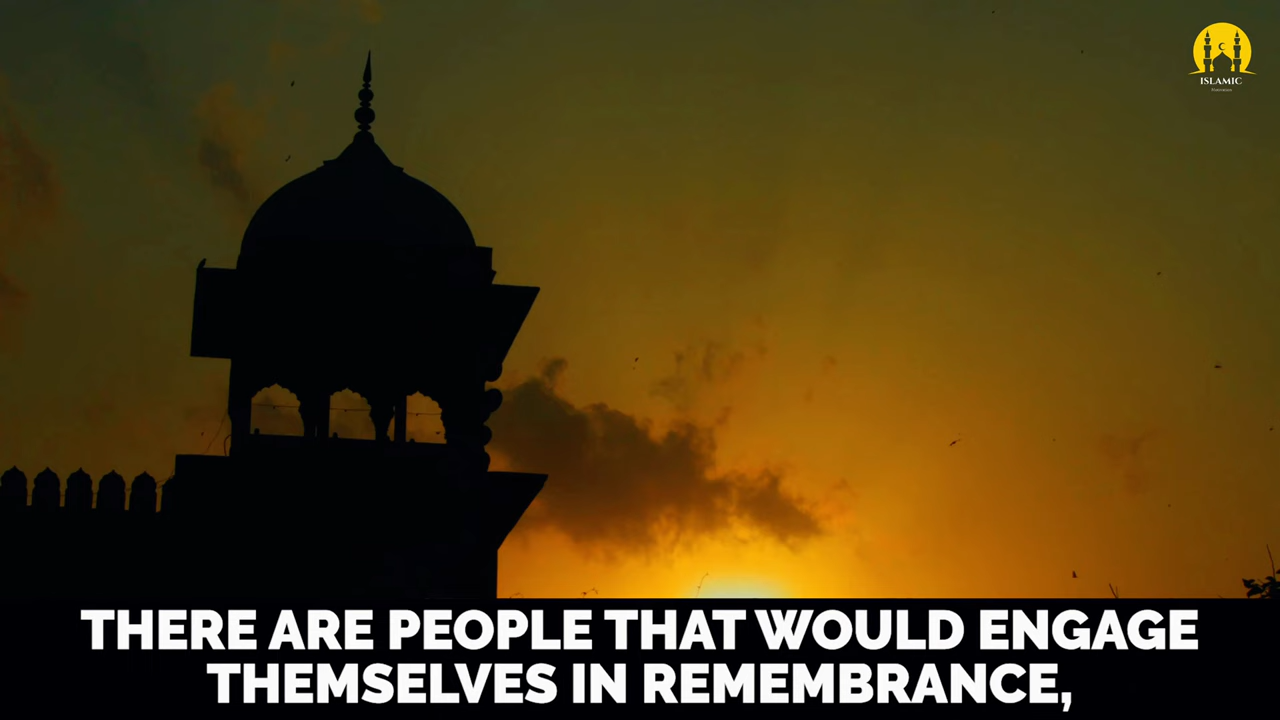 ISLAMIC
THERE ARE PEOPLE THAT WOULD ENGAGE
THEMSELVES IN REMEMBRANCE,